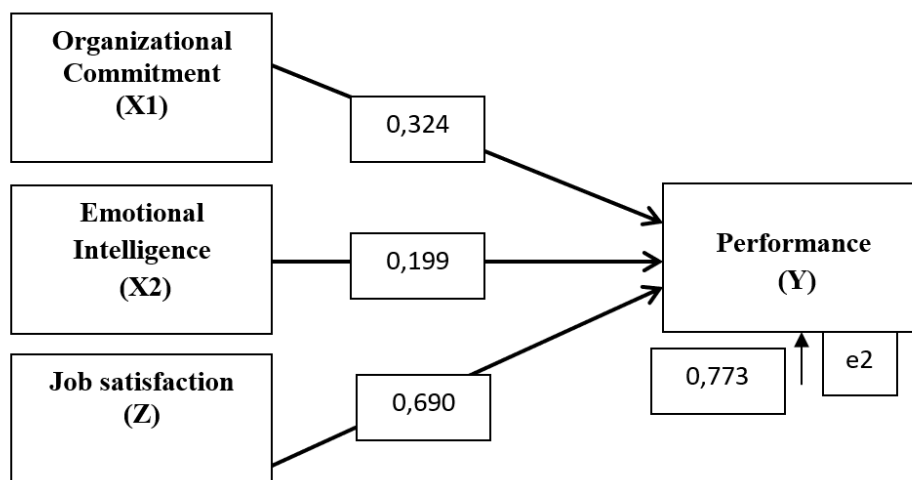 Organizational
Commitment
(X1)
0,324
Emotional
Intelligence
(X2)
0,199
Performance
(Y)
Job satisfaction
(Z)
0,690
0,773
e2